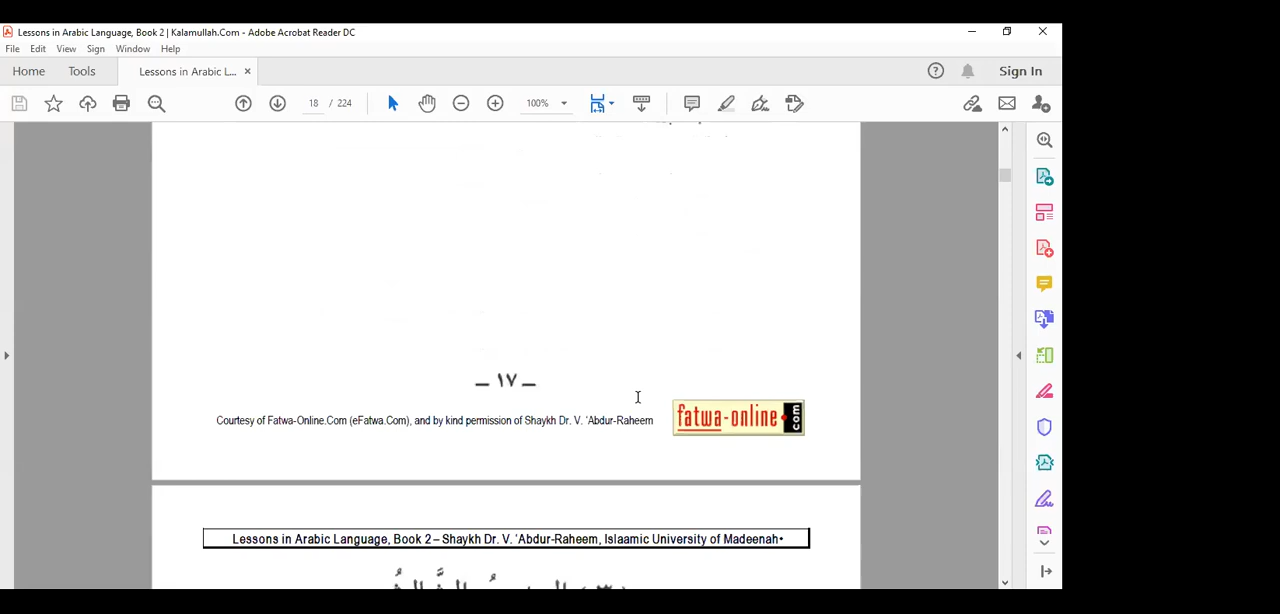 Lessons in Arabic Language, Book 2 | Kalamullah.Com - Adobe Acrobat Reader DC
File Edit View Sign Window Help
Home Tools Lessons in Arabic L... × Sign In
18 / 224 100%
— ١٧ —
Courtesy of Fatwa-Online.Com (eFatwa.Com), and by kind permission of Shaykh Dr. V. 'Abdur-Raheem
fatwa-online.com
Lessons in Arabic Language, Book 2 – Shaykh Dr. V. 'Abdur-Raheem, Islaamic University of Madeenah•